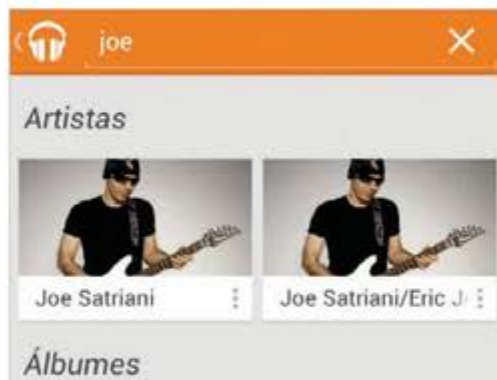 joe
Artistas
Joe Satriani
Joe Satriani/Eric J
Álbumes